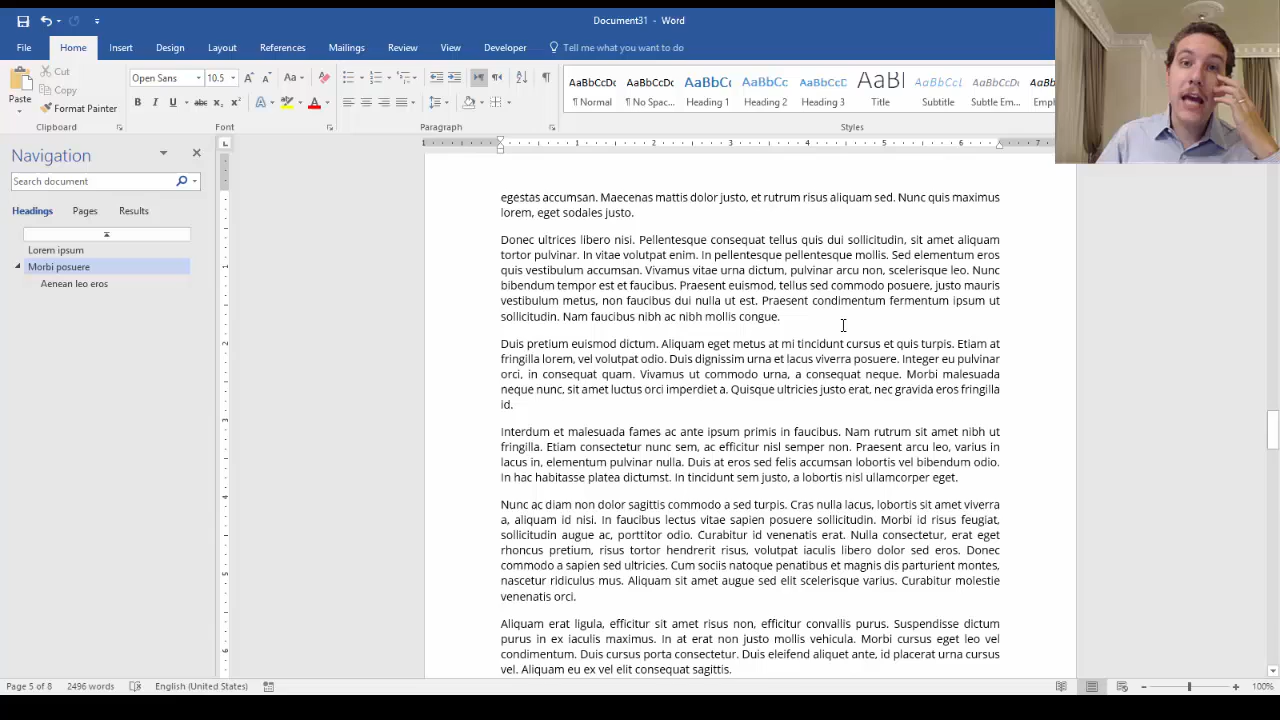 Document31 - Word
File Home Insert Design Layout References Mailings Review View Developer Tell me what you want to do
Paste
Cut
Copy
Format Painter
Clipboard
Open Sans 10.5
Font
Paragraph
AaBbCcDc AaBbCcDc AaBbCc AaBbCc AaBbCcD AaBl AaBbCcL AaBbCcDc
¶ Normal ¶ No Spac... Heading 1 Heading 2 Heading 3 Title Subtitle Subtle Em...
Styles
Navigation
Search document
Headings Pages Results
Lorem ipsum
Morbi posuere
Aenean leo eros
egestas accumsan. Maecenas mattis dolor justo, et rutrum risus aliquam sed. Nunc quis maximus
lorem, eget sodales justo.
Donec ultrices libero nisi. Pellentesque consequat tellus quis dui sollicitudin, sit amet aliquam
tortor pulvinar. In vitae volutpat enim. In pellentesque pellentesque mollis. Sed elementum eros
quis vestibulum accumsan. Vivamus vitae urna dictum, pulvinar arcu non, scelerisque leo. Nunc
bibendum tempor est et faucibus. Praesent euismod, tellus sed commodo posuere, justo mauris
vestibulum metus, non faucibus dui nulla ut est. Praesent condimentum fermentum ipsum ut
sollicitudin. Nam faucibus nibh ac nibh mollis congue.
Duis pretium euismod dictum. Aliquam eget metus at mi tincidunt cursus et quis turpis. Etiam at
fringilla lorem, vel volutpat odio. Duis dignissim urna et lacus viverra posuere. Integer eu pulvinar
orci, in consequat quam. Vivamus ut commodo urna, a consequat neque. Morbi malesuada
neque nunc, sit amet luctus orci imperdiet a. Quisque ultricies justo erat, nec gravida eros fringilla
id.
Interdum et malesuada fames ac ante ipsum primis in faucibus. Nam rutrum sit amet nibh ut
fringilla. Etiam consectetur nunc sem, ac efficitur nisl semper non. Praesent arcu leo, varius in
lacus in, elementum pulvinar nulla. Duis at eros sed felis accumsan lobortis vel bibendum odio.
In hac habitasse platea dictumst. In tincidunt sem justo, a lobortis nisl ullamcorper eget.
Nunc ac diam non dolor sagittis commodo a sed turpis. Cras nulla lacus, lobortis sit amet viverra
a, aliquam id nisi. In faucibus lectus vitae sapien posuere sollicitudin. Morbi id risus feugiat,
sollicitudin augue ac, porttitor odio. Curabitur id venenatis erat. Nulla consectetur, erat eget
rhoncus pretium, risus tortor hendrerit risus, volutpat iaculis libero dolor sed eros. Donec
commodo a sapien sed ultricies. Cum sociis natoque penatibus et magnis dis parturient montes,
nascetur ridiculus mus. Aliquam sit amet augue sed elit scelerisque varius. Curabitur molestie
venenatis orci.
Aliquam erat ligula, efficitur sit amet risus non, efficitur convallis purus. Suspendisse dictum
purus in ex iaculis maximus. In at erat non justo mollis vehicula. Morbi cursus eget leo vel
condimentum. Duis cursus porta consectetur. Duis eleifend aliquet ante, id placerat urna cursus
vel. Aliquam eu ex vel elit consequat sagittis.
Page 5 of 8 2496 words English (United States) 100%